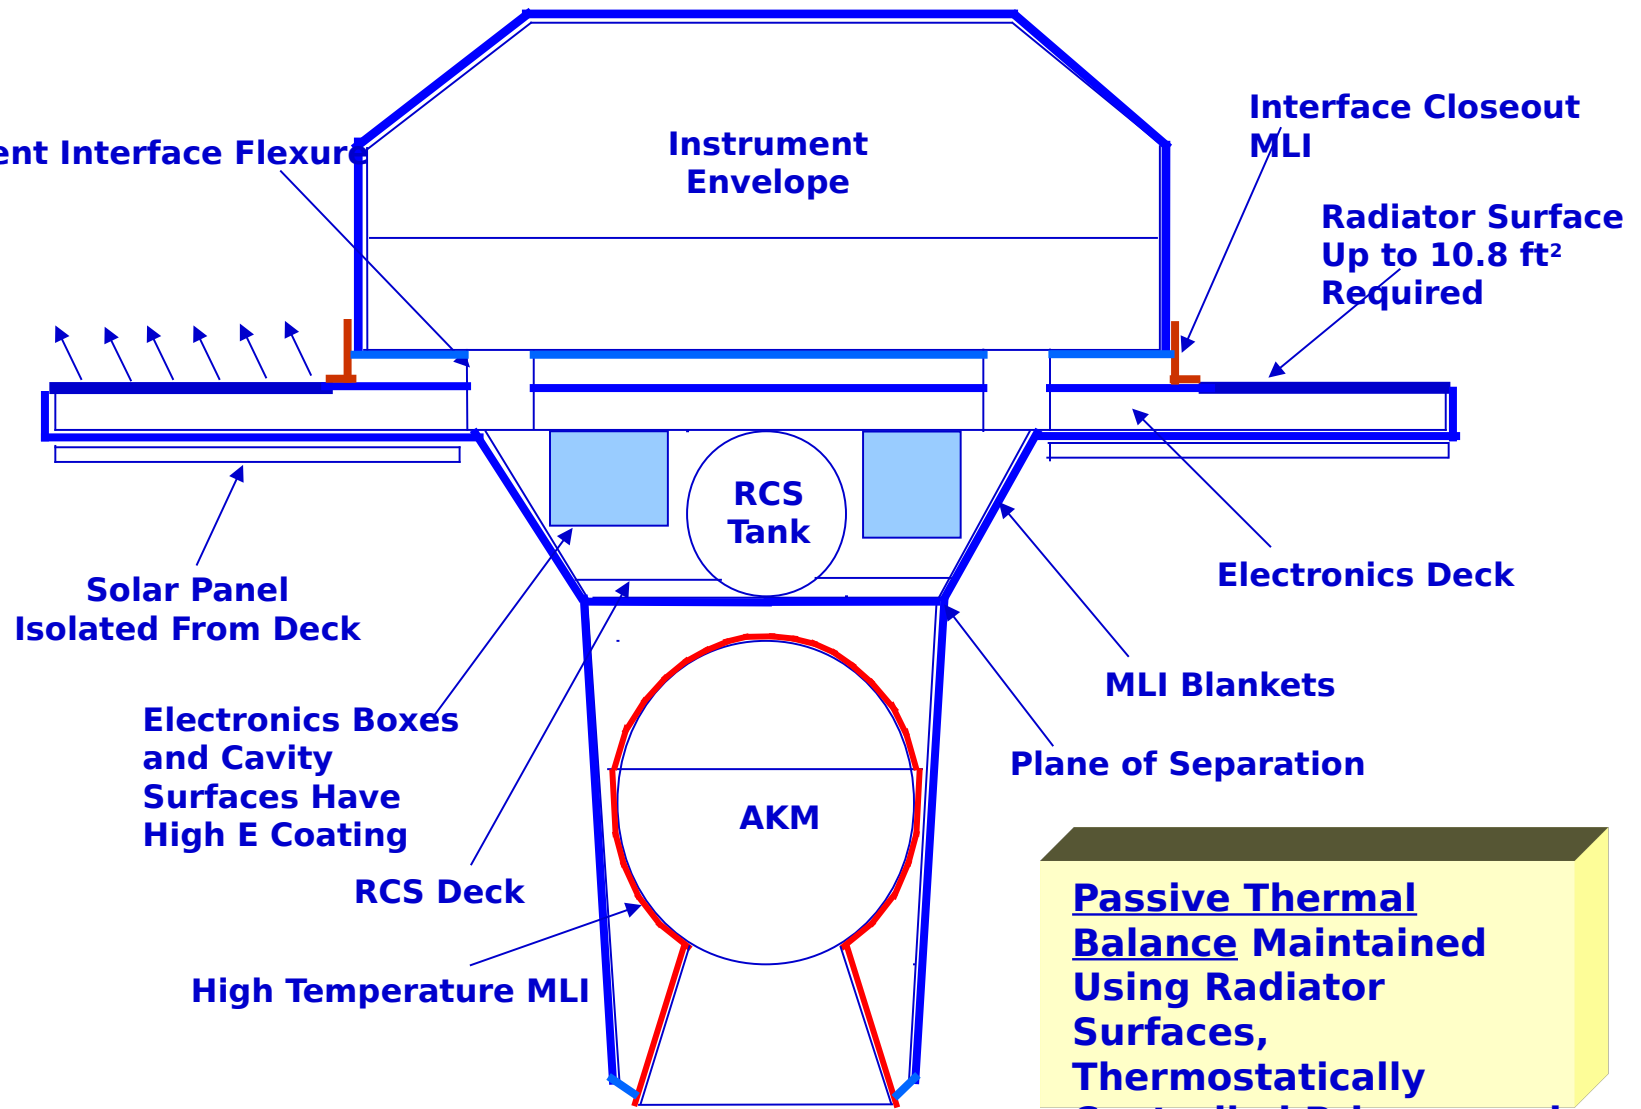 Interface Closeout
MLI
Instrument
Envelope
Interface Flexure
Radiator Surface
Up to 10.8 ft²
Required
RCS
Tank
Electronics Deck
Solar Panel
Isolated From Deck
MLI Blankets
Electronics Boxes
and Cavity
Surfaces Have
High E Coating
Plane of Separation
AKM
RCS Deck
High Temperature MLI
Passive Thermal
Balance Maintained
Using Radiator
Surfaces,
Thermostatically